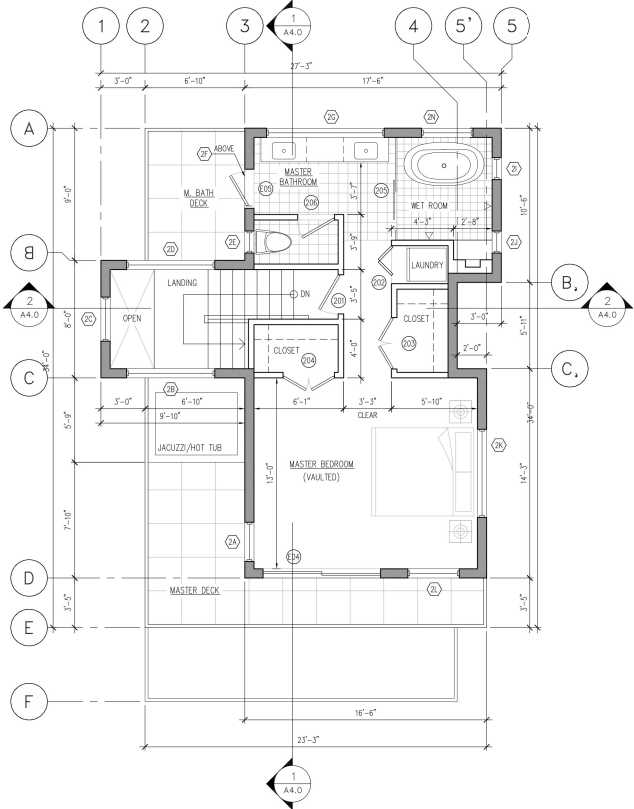 1
A4.0
1
2
3
4
5'
5
27'-3"
3'-0"
6'-10"
17'-6"
2G
2N
A
2F
ABOVE
MASTER
BATHROOM
E05
M. BATH
DECK
3'-7"
205
2I
WET ROOM
9'-0"
10'-6"
206
4'-3"
2'-8"
2E
2J
3'-9"
2D
B
LAUNDRY
202
LANDING
DN
201
3'-5"
B,
2
A4.0
2C
OPEN
CLOSET
203
3'-0"
2
A4.0
8'-0"
34'-0"
5'-11"
CLOSET
204
4'-0"
2'-0"
C
C,
2B
3'-0"
6'-10"
6'-1"
3'-3"
5'-10"
9'-10"
CLEAR
5'-9"
34'-0"
JACUZZI/HOT TUB
2K
13'-0"
MASTER BEDROOM
(VAULTED)
14'-3"
7'-10"
2A
E04
D
2L
MASTER DECK
3'-5"
3'-5"
E
F
16'-6"
23'-3"
1
A4.0